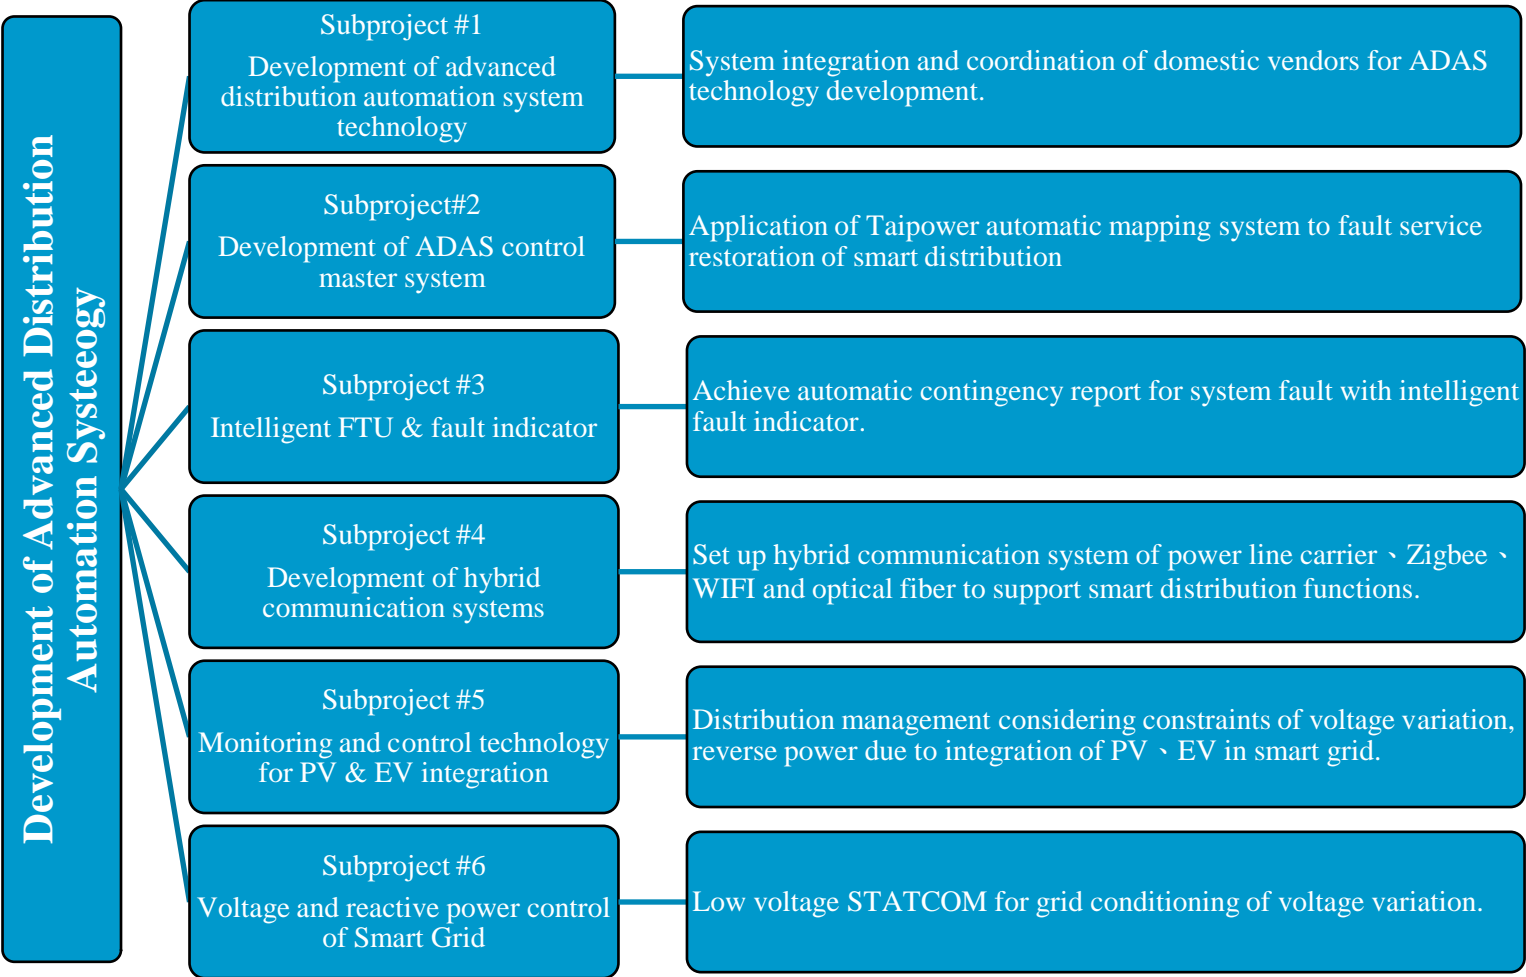 Development of Advanced Distribution
Automation Systeeogy
Subproject #1
Development of advanced
distribution automation system
technology
System integration and coordination of domestic vendors for ADAS
technology development.
Subproject#2
Development of ADAS control
master system
Application of Taipower automatic mapping system to fault service
restoration of smart distribution
Subproject #3
Intelligent FTU & fault indicator
Achieve automatic contingency report for system fault with intelligent
fault indicator.
Subproject #4
Development of hybrid
communication systems
Set up hybrid communication system of power line carrier、Zigbee、
WIFI and optical fiber to support smart distribution functions.
Subproject #5
Monitoring and control technology
for PV & EV integration
Distribution management considering constraints of voltage variation,
reverse power due to integration of PV、EV in smart grid.
Subproject #6
Voltage and reactive power control
of Smart Grid
Low voltage STATCOM for grid conditioning of voltage variation.